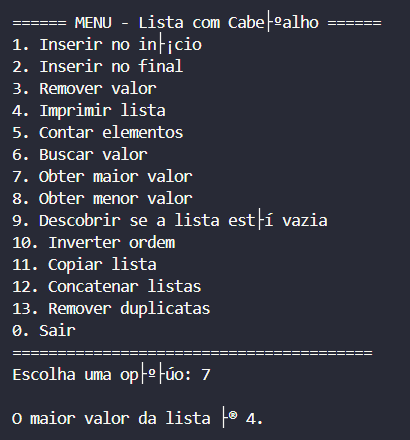 ====== MENU - Lista com Cabe├ºalho ======
1. Inserir no in├¡cio
2. Inserir no final
3. Remover valor
4. Imprimir lista
5. Contar elementos
6. Buscar valor
7. Obter maior valor
8. Obter menor valor
9. Descobrir se a lista est├í vazia
10. Inverter ordem
11. Copiar lista
12. Concatenar listas
13. Remover duplicatas
0. Sair
========================================
Escolha uma op├º├úo: 7
O maior valor da lista ├® 4.